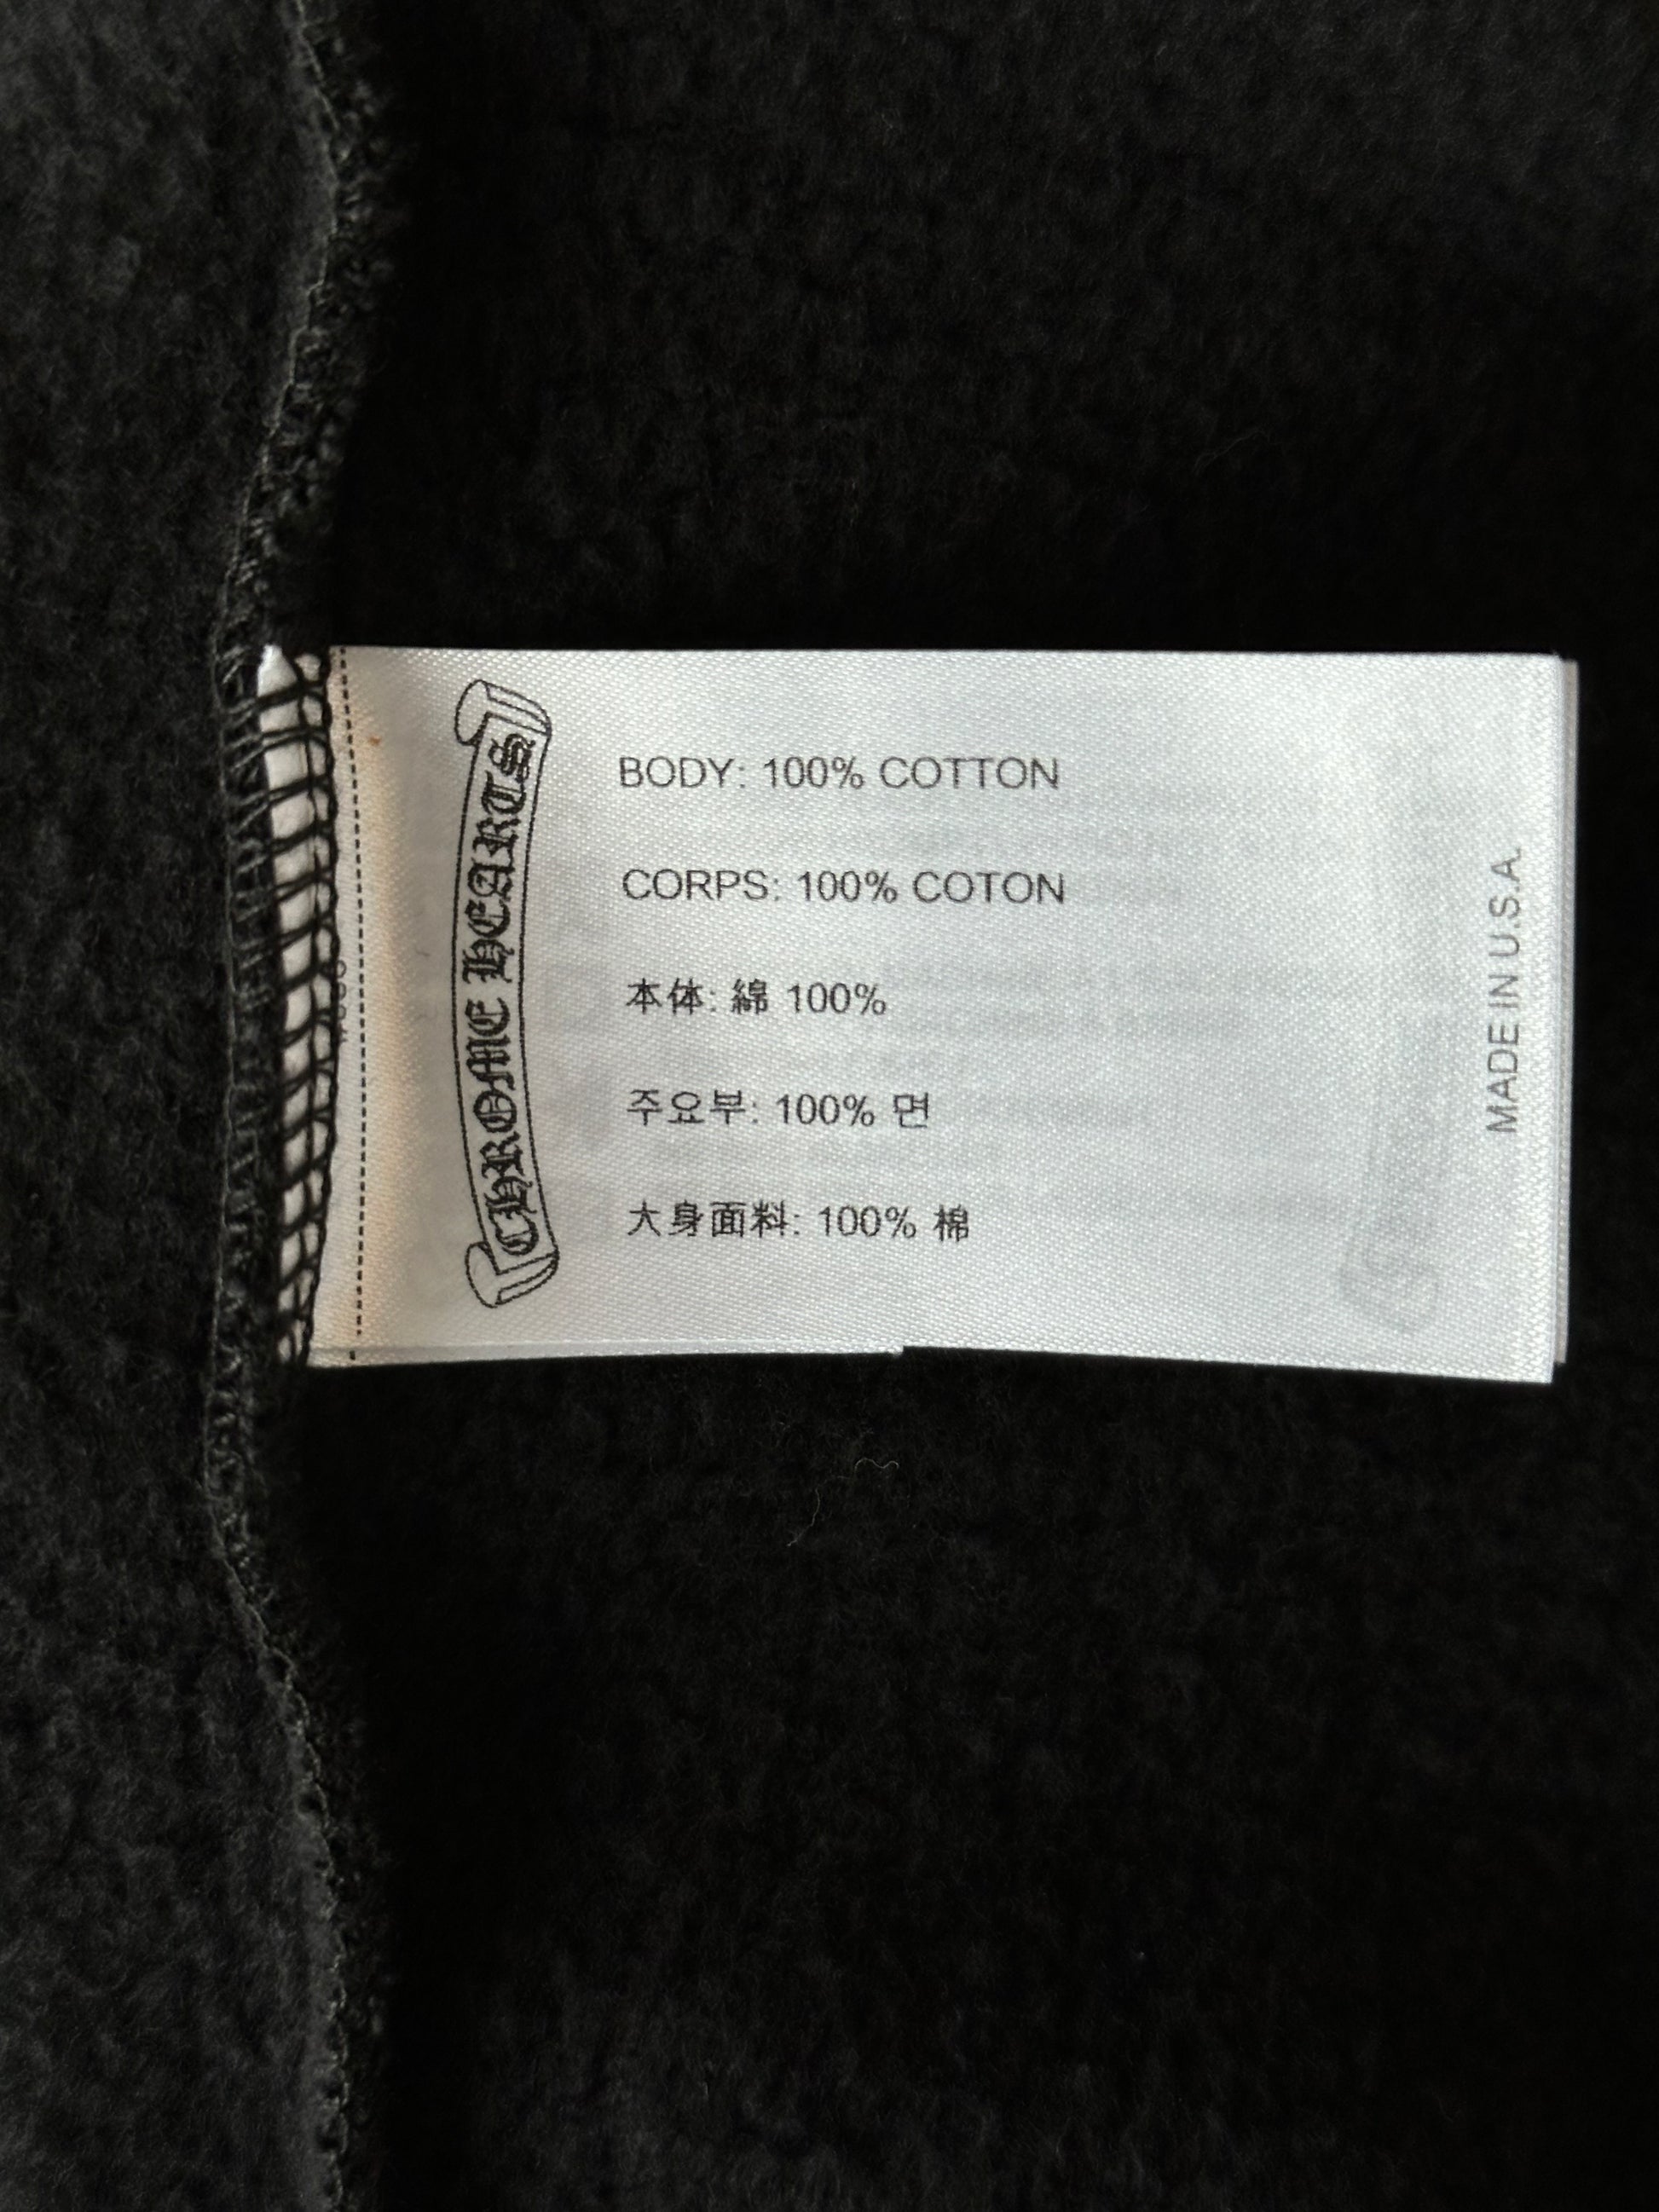 CHROME HEARTS
BODY: 100% COTTON
CORPS: 100% COTON
本体: 綿 100%
주요부: 100% 면
大身面料: 100% 棉
MADE IN U.S.A.